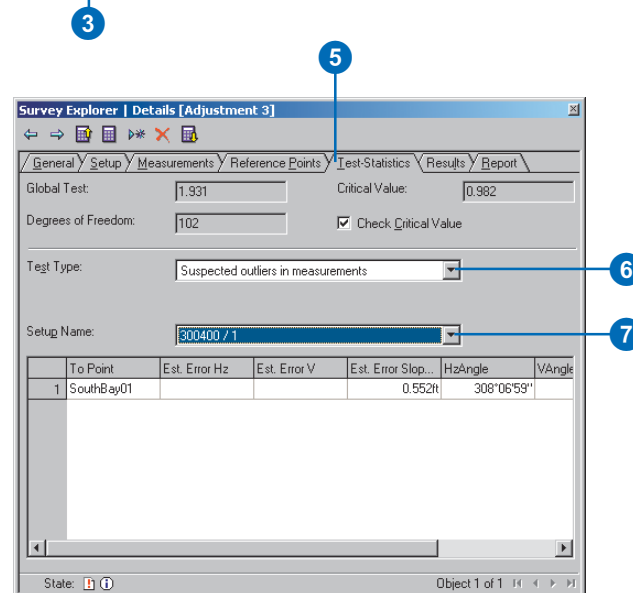 3
5
Survey Explorer | Details [Adjustment 3]
General Setup Measurements Reference Points Test-Statistics Results Report
Global Test: 1.931 Critical Value: 0.982
Degrees of Freedom: 102 Check Critical Value
Test Type: Suspected outliers in measurements 6
Setup Name: 300400 / 1 7
To Point Est. Error Hz Est. Error V Est. Error Slop... HzAngle VAngle
1 SouthBay01 0.552ft 308°06'59"
State: Object 1 of 1